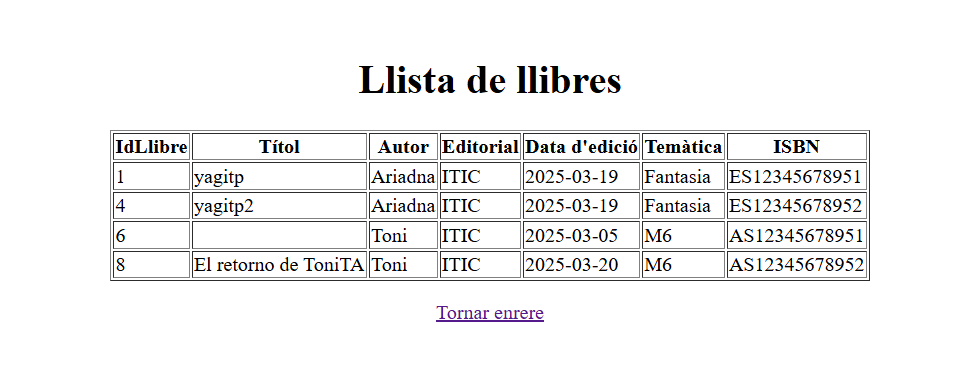 Llista de llibres
IdLlibre Títol Autor Editorial Data d'edició Temàtica ISBN
1 yagitp Ariadna ITIC 2025-03-19 Fantasia ES12345678951
4 yagitp2 Ariadna ITIC 2025-03-19 Fantasia ES12345678952
6 Toni ITIC 2025-03-05 M6 AS12345678951
8 El retorno de ToniTA Toni ITIC 2025-03-20 M6 AS12345678952
Tornar enrere